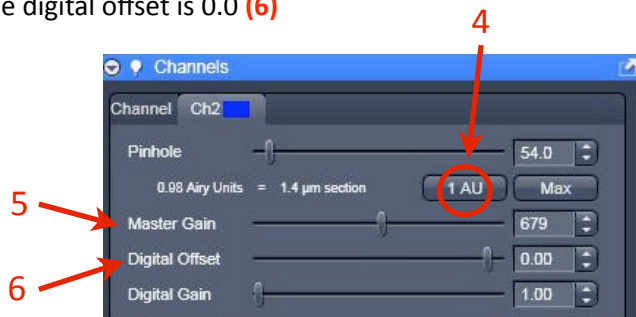 e digital offset is 0.0 (6)
4
Channels
Channel Ch2
Pinhole 54.0
0.98 Airy Units = 1.4 µm section 1 AU Max
5
Master Gain 679
Digital Offset 0.00
6
Digital Gain 1.00